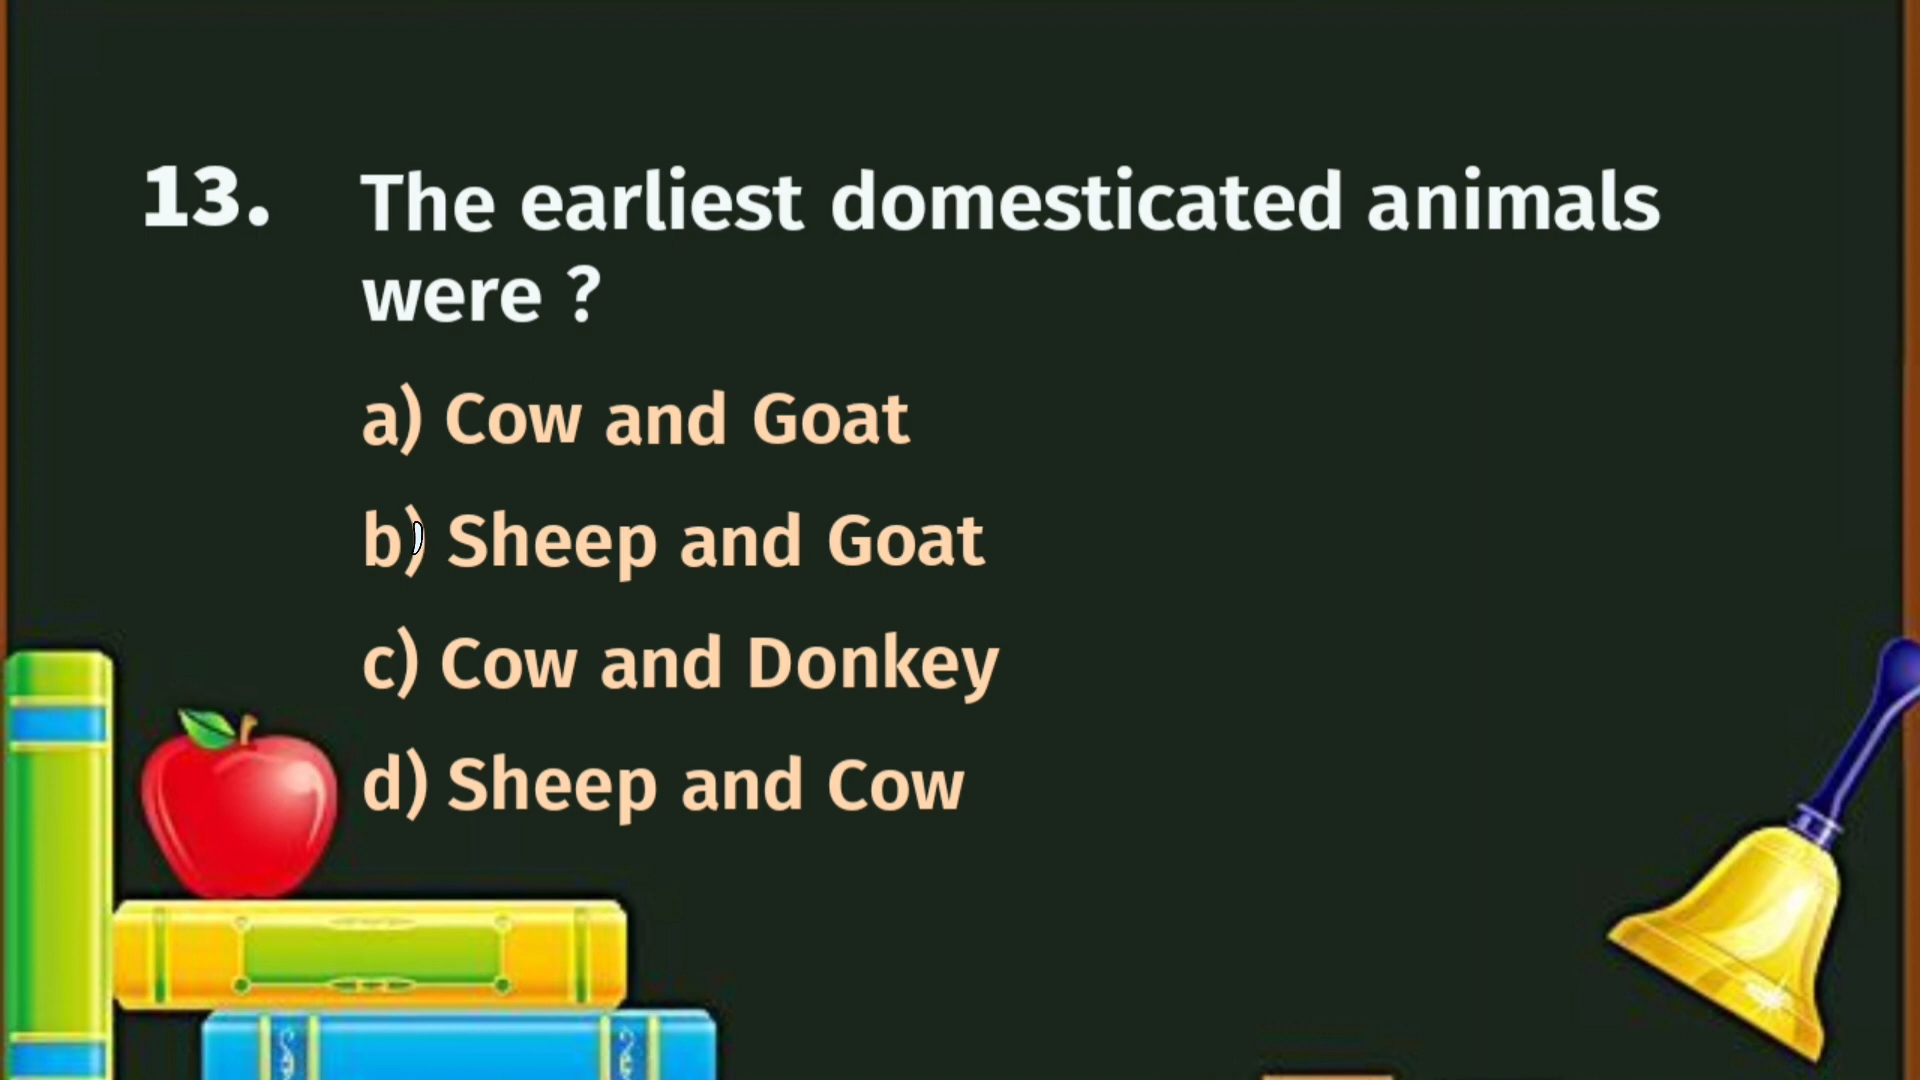 13. The earliest domesticated animals
were ?
a) Cow and Goat
b) Sheep and Goat
c) Cow and Donkey
d) Sheep and Cow